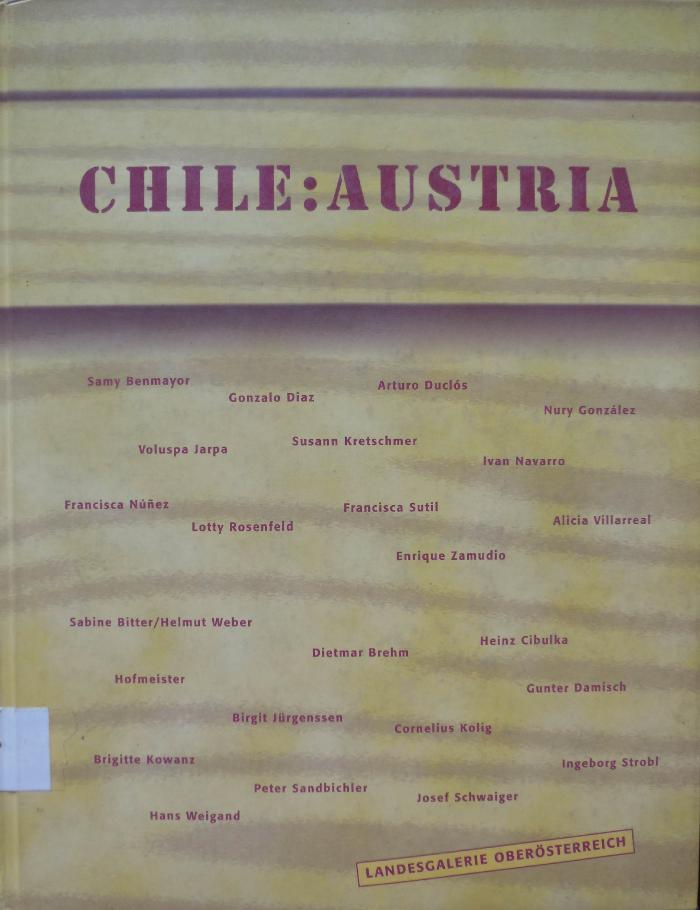 CHILE:AUSTRIA
Samy Benmayor
Gonzalo Diaz
Arturo Duclós
Nury González
Voluspa Jarpa
Susann Kretschmer
Ivan Navarro
Francisca Núñez
Lotty Rosenfeld
Francisca Sutil
Alicia Villarreal
Enrique Zamudio
Sabine Bitter/Helmut Weber
Dietmar Brehm
Heinz Cibulka
Hofmeister
Gunter Damisch
Birgit Jürgenssen
Cornelius Kolig
Brigitte Kowanz
Ingeborg Strobl
Peter Sandbichler
Josef Schwaiger
Hans Weigand
LANDESGALERIE OBERÖSTERREICH